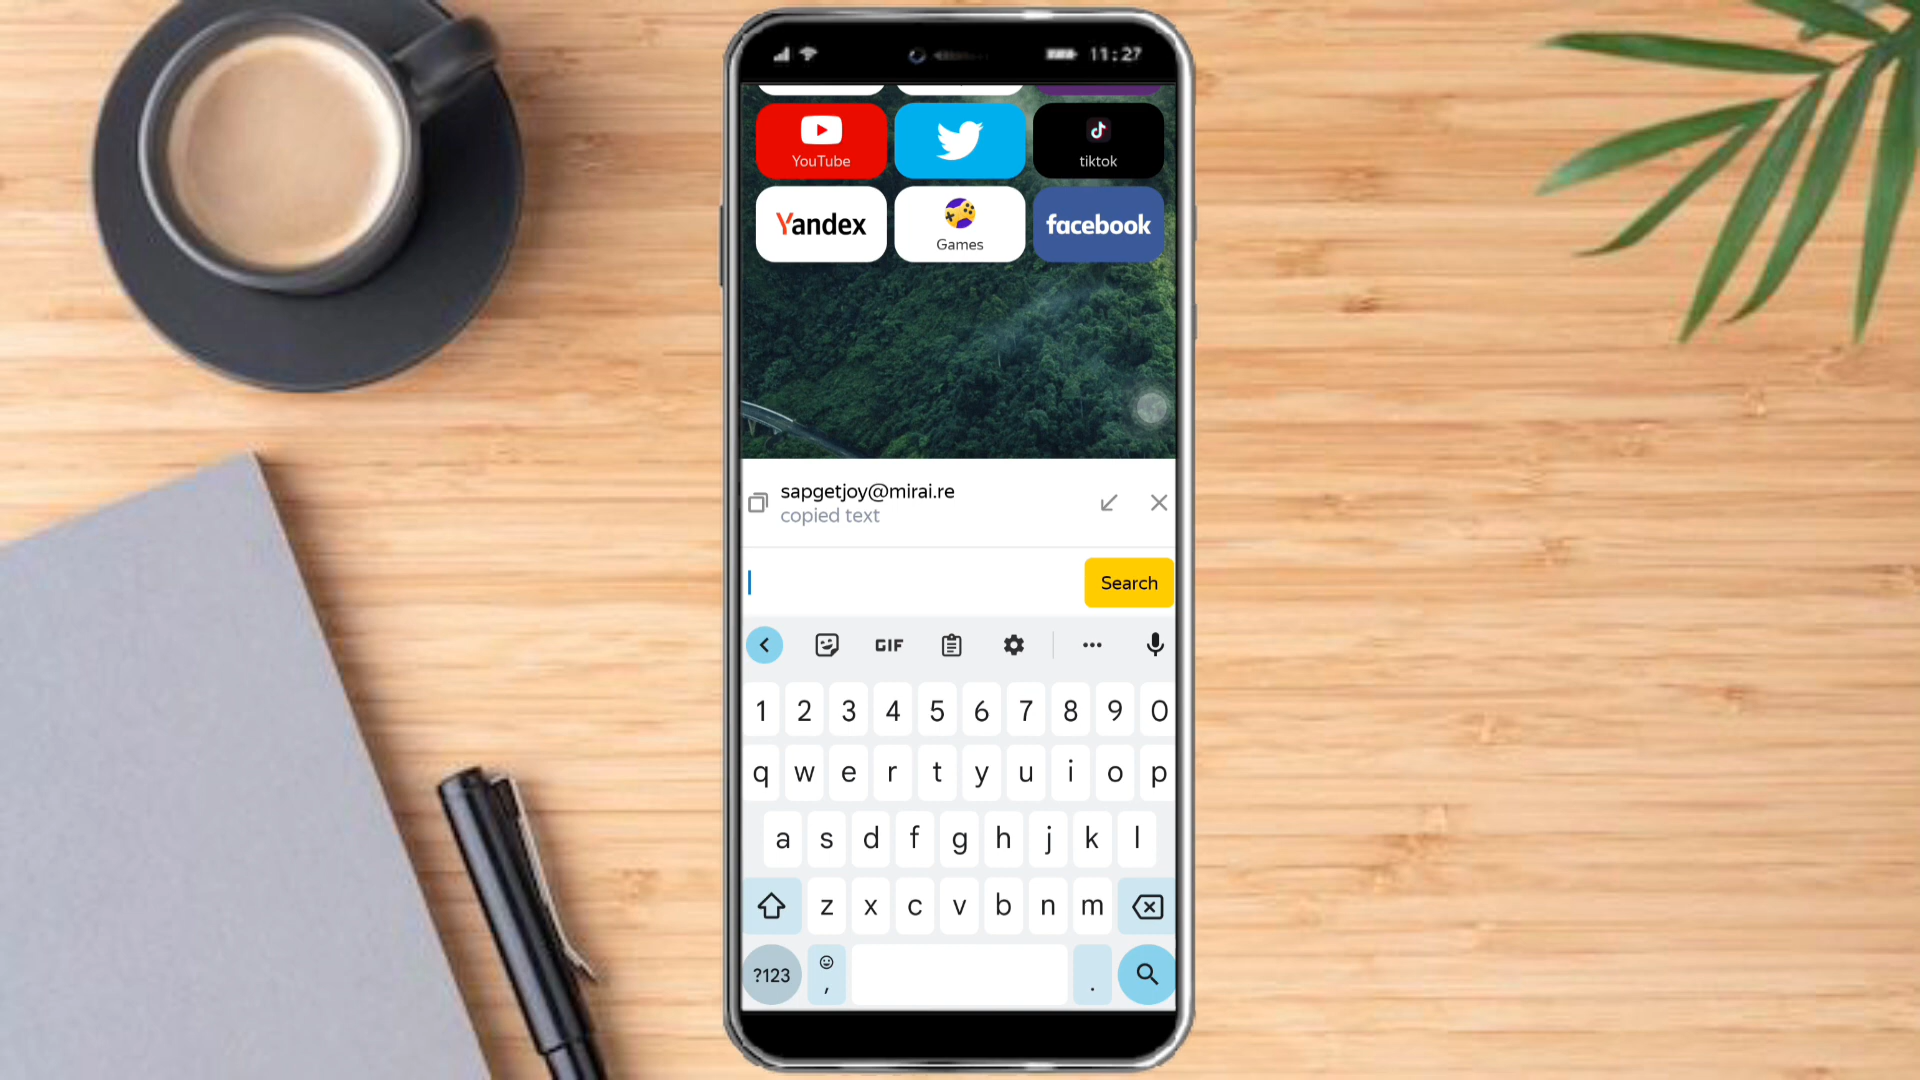 11:27
YouTube
tiktok
Yandex
Games
facebook
sapgetjoy@mirai.re
copied text
Search
GIF
1 2 3 4 5 6 7 8 9 0
q w e r t y u i o p
a s d f g h j k l
z x c v b n m
?123 , .